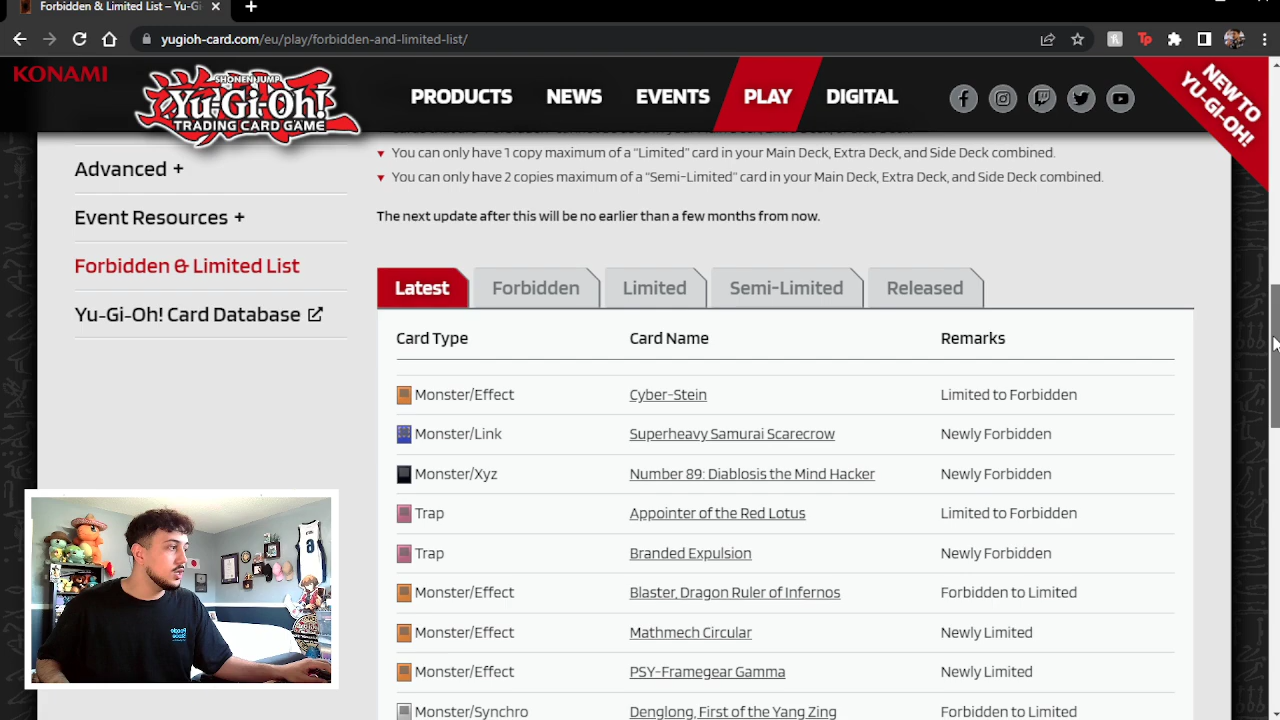 Forbidden & Limited List – Yu-Gi
yugioh-card.com/eu/play/forbidden-and-limited-list/
KONAMI
SHONEN JUMP
Yu-Gi-Oh!
TRADING CARD GAME
PRODUCTS
NEWS
EVENTS
PLAY
DIGITAL
NEW TO
YU-GI-OH!
Advanced +
Event Resources +
Forbidden & Limited List
Yu-Gi-Oh! Card Database
You can only have 1 copy maximum of a "Limited" card in your Main Deck, Extra Deck, and Side Deck combined.
You can only have 2 copies maximum of a "Semi-Limited" card in your Main Deck, Extra Deck, and Side Deck combined.
The next update after this will be no earlier than a few months from now.
Latest
Forbidden
Limited
Semi-Limited
Released
Card Type Card Name Remarks
Monster/Effect Cyber-Stein Limited to Forbidden
Monster/Link Superheavy Samurai Scarecrow Newly Forbidden
Monster/Xyz Number 89: Diablosis the Mind Hacker Newly Forbidden
Trap Appointer of the Red Lotus Limited to Forbidden
Trap Branded Expulsion Newly Forbidden
Monster/Effect Blaster, Dragon Ruler of Infernos Forbidden to Limited
Monster/Effect Mathmech Circular Newly Limited
Monster/Effect PSY-Framegear Gamma Newly Limited
Monster/Synchro Denglong, First of the Yang Zing Forbidden to Limited